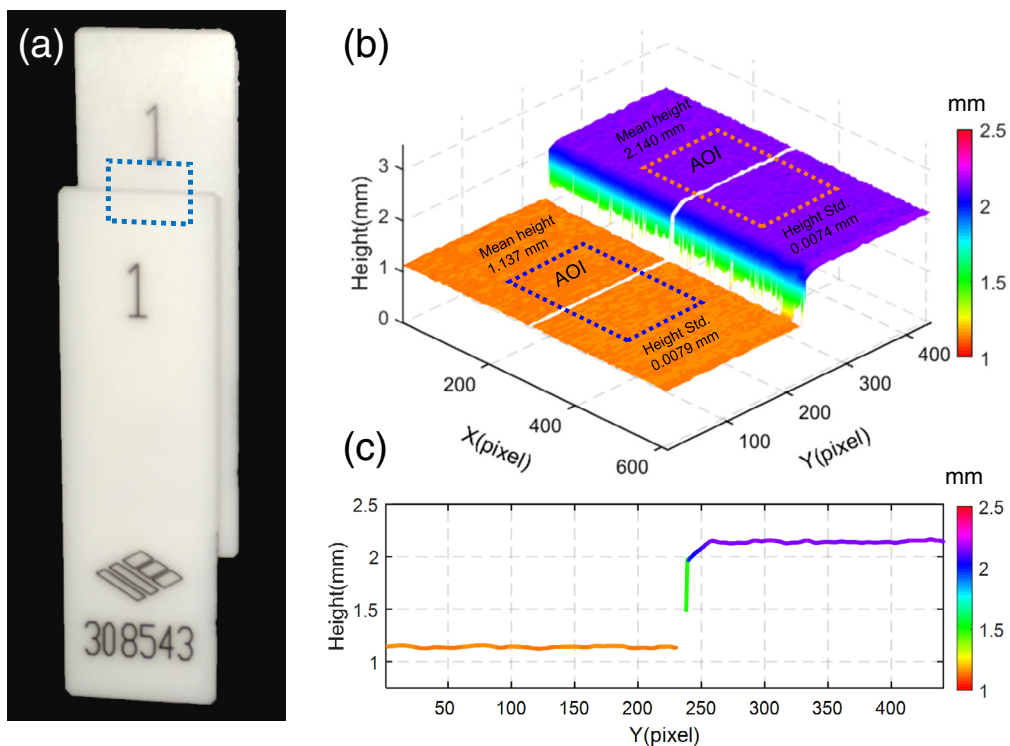 (a)
1
1
308543
(b)
Mean height
2.140 mm
AOI
Height Std.
0.0074 mm
Mean height
1.137 mm
AOI
Height Std.
0.0079 mm
Height(mm)
3
2
1
0
200
400
600
X(pixel)
100
200
300
400
Y(pixel)
mm
2.5
2
1.5
1
(c)
Height(mm)
2.5
2
1.5
1
50
100
150
200
250
300
350
400
Y(pixel)
mm
2.5
2
1.5
1